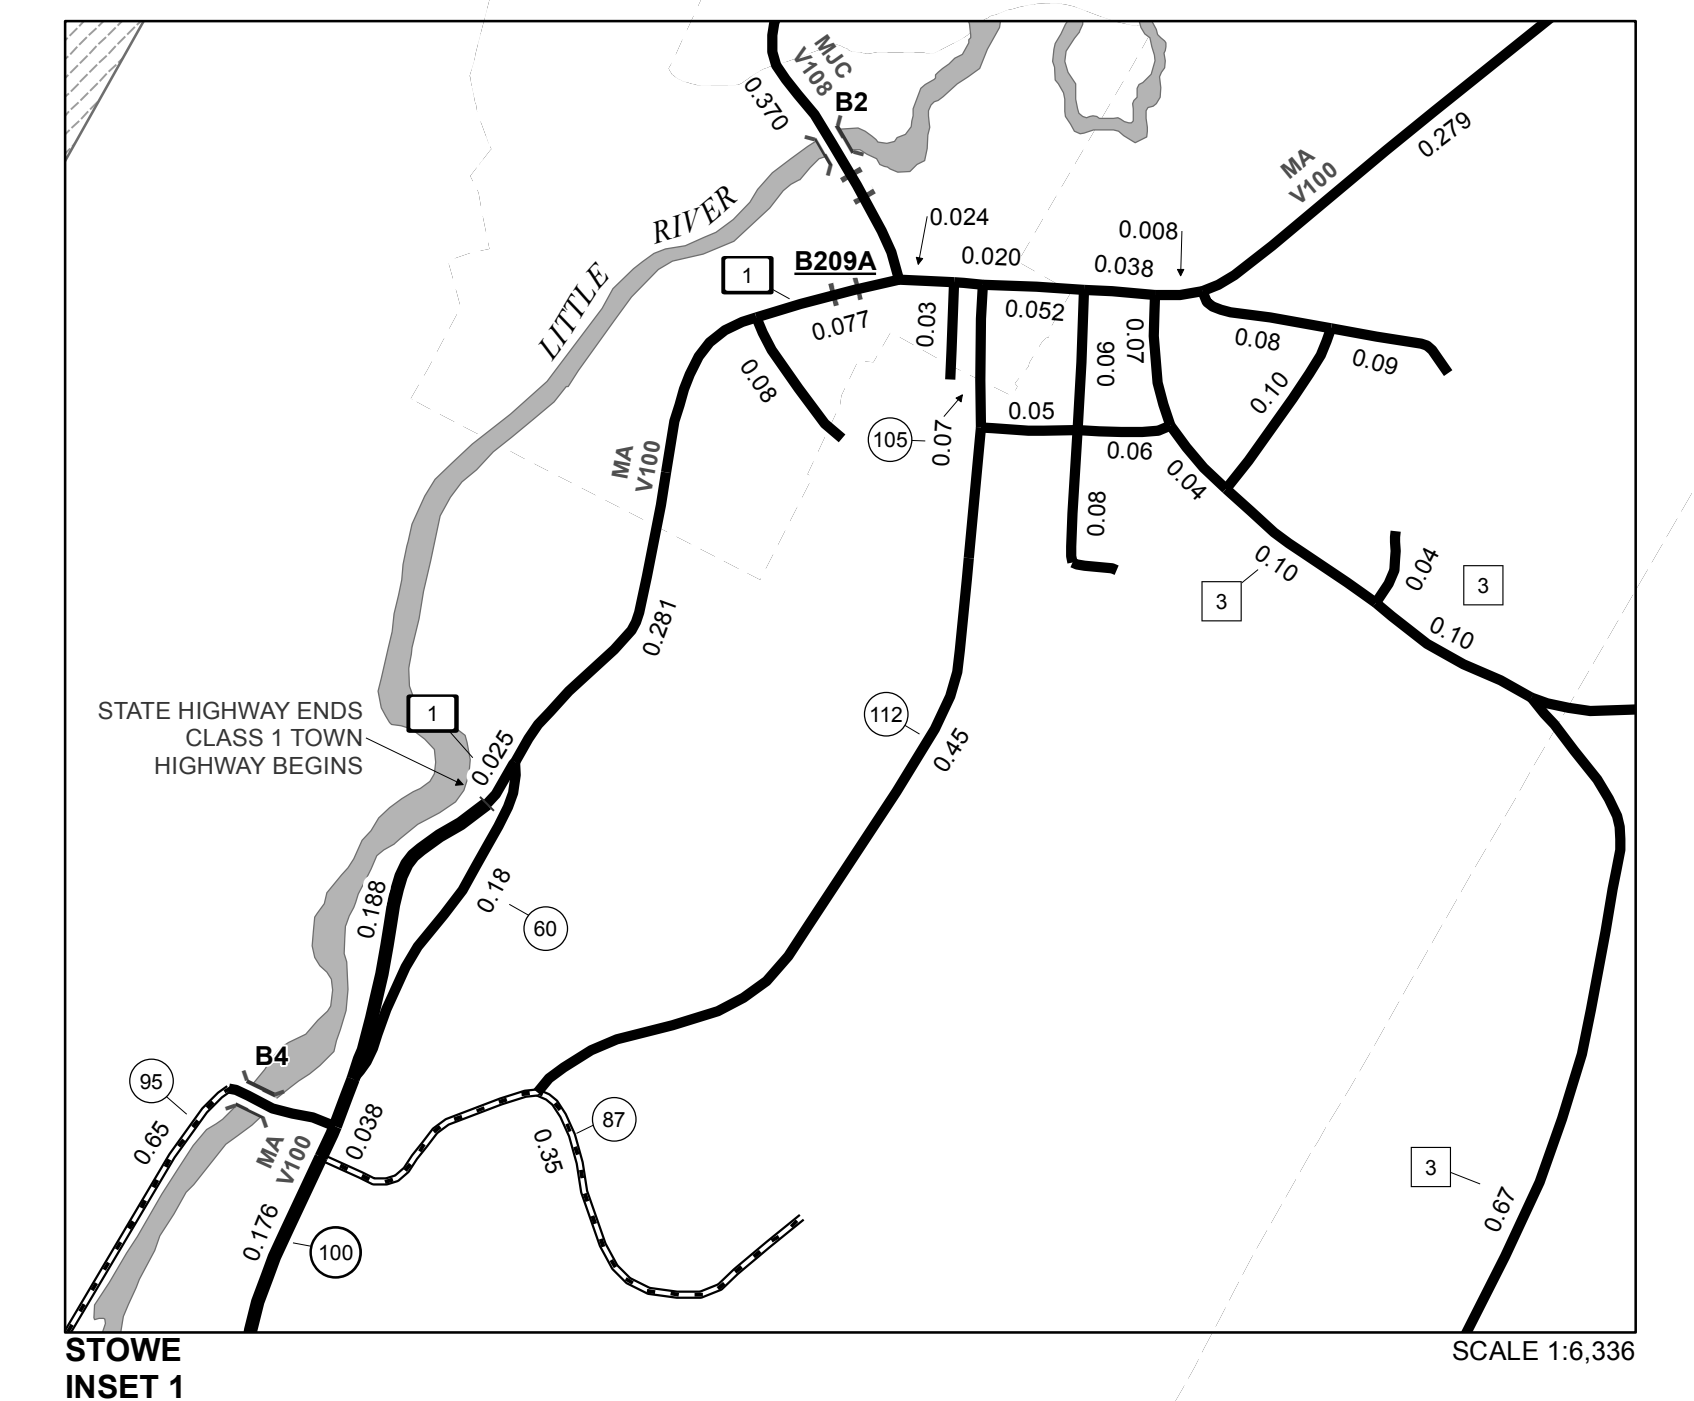 MJC
V108
0.370
B2
0.279
MA
V100
RIVER
LITTLE
0.024
0.008
0.020
0.038
B209A
1
0.077
0.03
0.052
0.06
0.07
0.08
0.09
0.08
0.10
0.05
105
0.07
0.06
0.04
MA
V100
0.08
0.10
3
0.04
3
0.10
0.281
STATE HIGHWAY ENDS
CLASS 1 TOWN
HIGHWAY BEGINS
1
0.025
112
0.45
0.188
0.18
60
B4
95
0.65
MA
V100
0.038
87
0.35
3
0.67
0.176
100
STOWE
INSET 1
SCALE 1:6,336